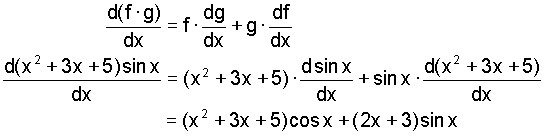 d(f·g)/dx = f·dg/dx + g·df/dx
d(x² + 3x + 5)sin x/dx = (x² + 3x + 5)·dsin x/dx + sin x·d(x² + 3x + 5)/dx
= (x² + 3x + 5)cos x + (2x + 3)sin x